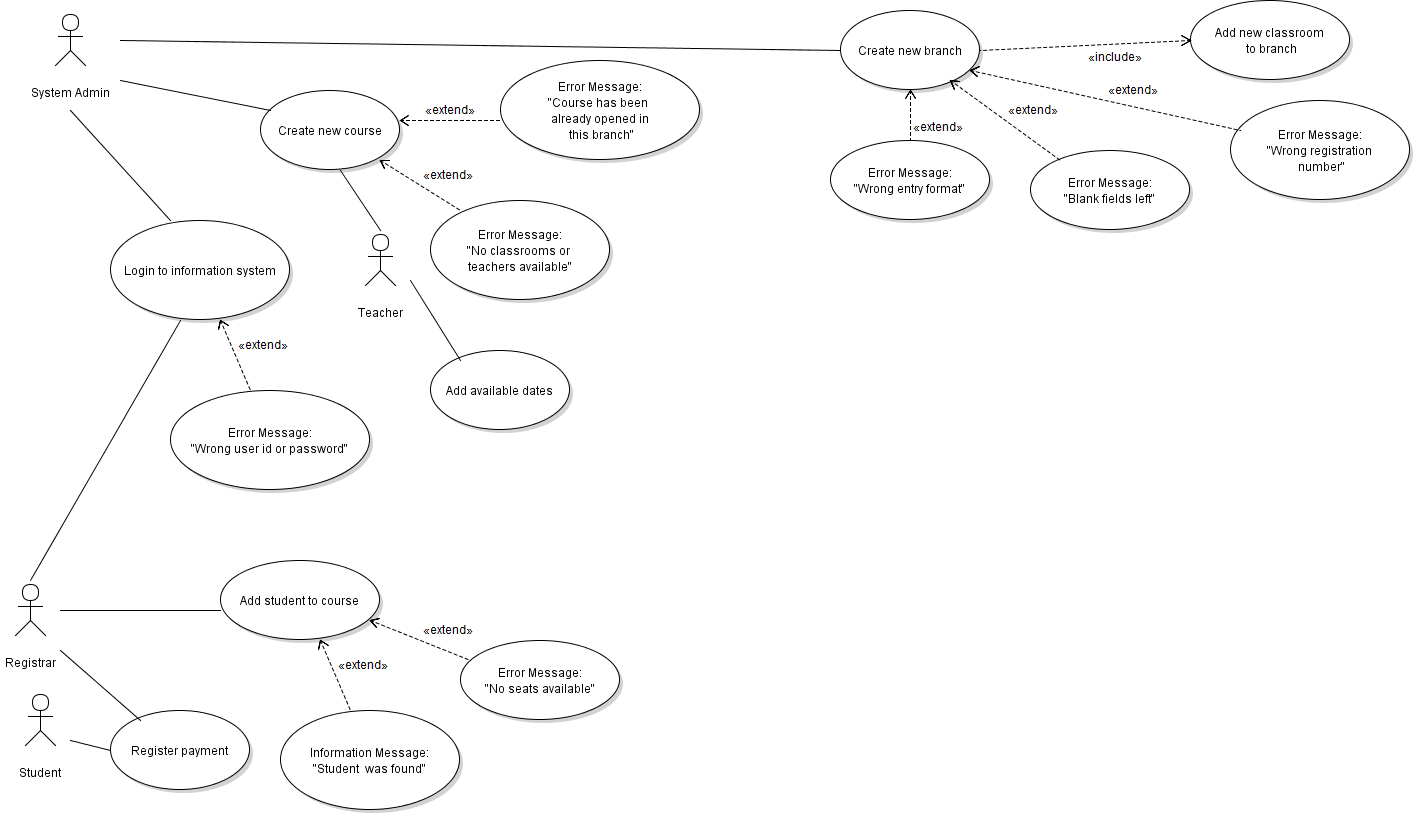 System Admin
Create new branch
«include»
Add new classroom
to branch
«extend»
Error Message:
"Wrong entry format"
«extend»
Error Message:
"Blank fields left"
«extend»
Error Message:
"Wrong registration
number"
Create new course
«extend»
Error Message:
"Course has been
already opened in
this branch"
«extend»
Error Message:
"No classrooms or
teachers available"
Teacher
Add available dates
Login to information system
«extend»
Error Message:
"Wrong user id or password"
Registrar
Add student to course
«extend»
Error Message:
"No seats available"
«extend»
Information Message:
"Student  was found"
Student
Register payment